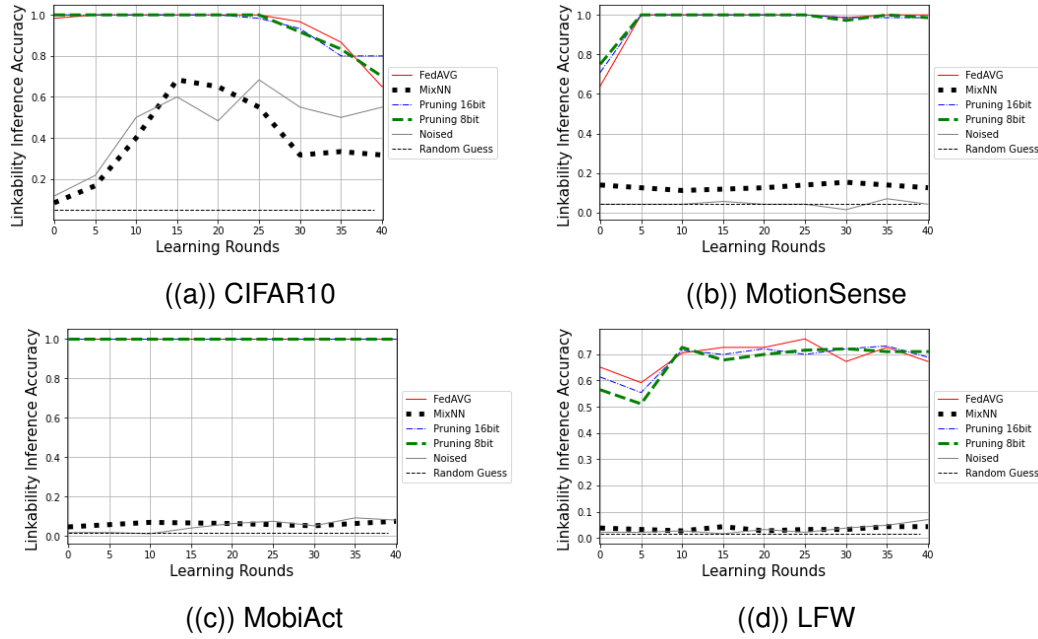 Linkability Inference Accuracy
1.0
0.8
0.6
0.4
0.2
0 5 10 15 20 25 30 35 40
Learning Rounds
FedAVG
MixNN
Pruning 16bit
Pruning 8bit
Noised
Random Guess
((a)) CIFAR10
Linkability Inference Accuracy
1.0
0.8
0.6
0.4
0.2
0.0
0 5 10 15 20 25 30 35 40
Learning Rounds
FedAVG
MixNN
Pruning 16bit
Pruning 8bit
Noised
Random Guess
((b)) MotionSense
Linkability Inference Accuracy
1.0
0.8
0.6
0.4
0.2
0.0
0 5 10 15 20 25 30 35 40
Learning Rounds
FedAVG
MixNN
Pruning 16bit
Pruning 8bit
Noised
Random Guess
((c)) MobiAct
Linkability Inference Accuracy
0.7
0.6
0.5
0.4
0.3
0.2
0.1
0.0
0 5 10 15 20 25 30 35 40
Learning Rounds
FedAVG
MixNN
Pruning 16bit
Pruning 8bit
Noised
Random Guess
((d)) LFW